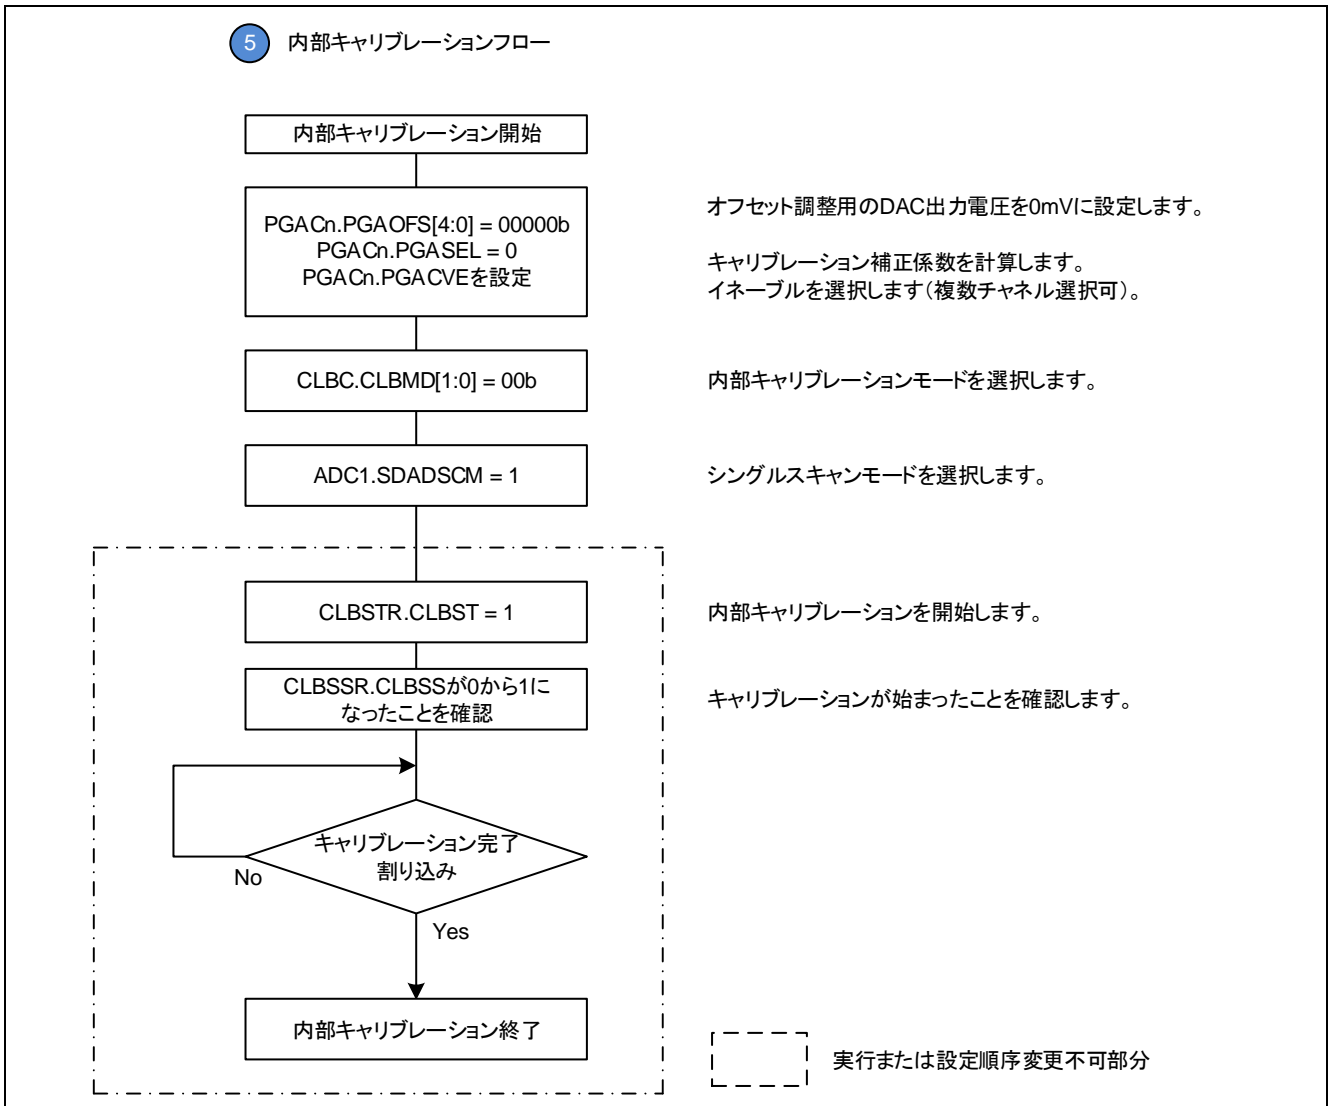 5 内部キャリブレーションフロー
内部キャリブレーション開始
PGACn.PGAOFS[4:0] = 00000b
PGACn.PGASEL = 0
PGACn.PGACVEを設定
オフセット調整用のDAC出力電圧を0mVに設定します。
キャリブレーション補正係数を計算します。
イネーブルを選択します（複数チャネル選択可）。
CLBC.CLBMD[1:0] = 00b
内部キャリブレーションモードを選択します。
ADC1.SDADSCM = 1
シングルスキャンモードを選択します。
CLBSTR.CLBST = 1
内部キャリブレーションを開始します。
CLBSSR.CLBSSが0から1に
なったことを確認
キャリブレーションが始まったことを確認します。
キャリブレーション完了
割り込み
No
Yes
内部キャリブレーション終了
実行または設定順序変更不可部分